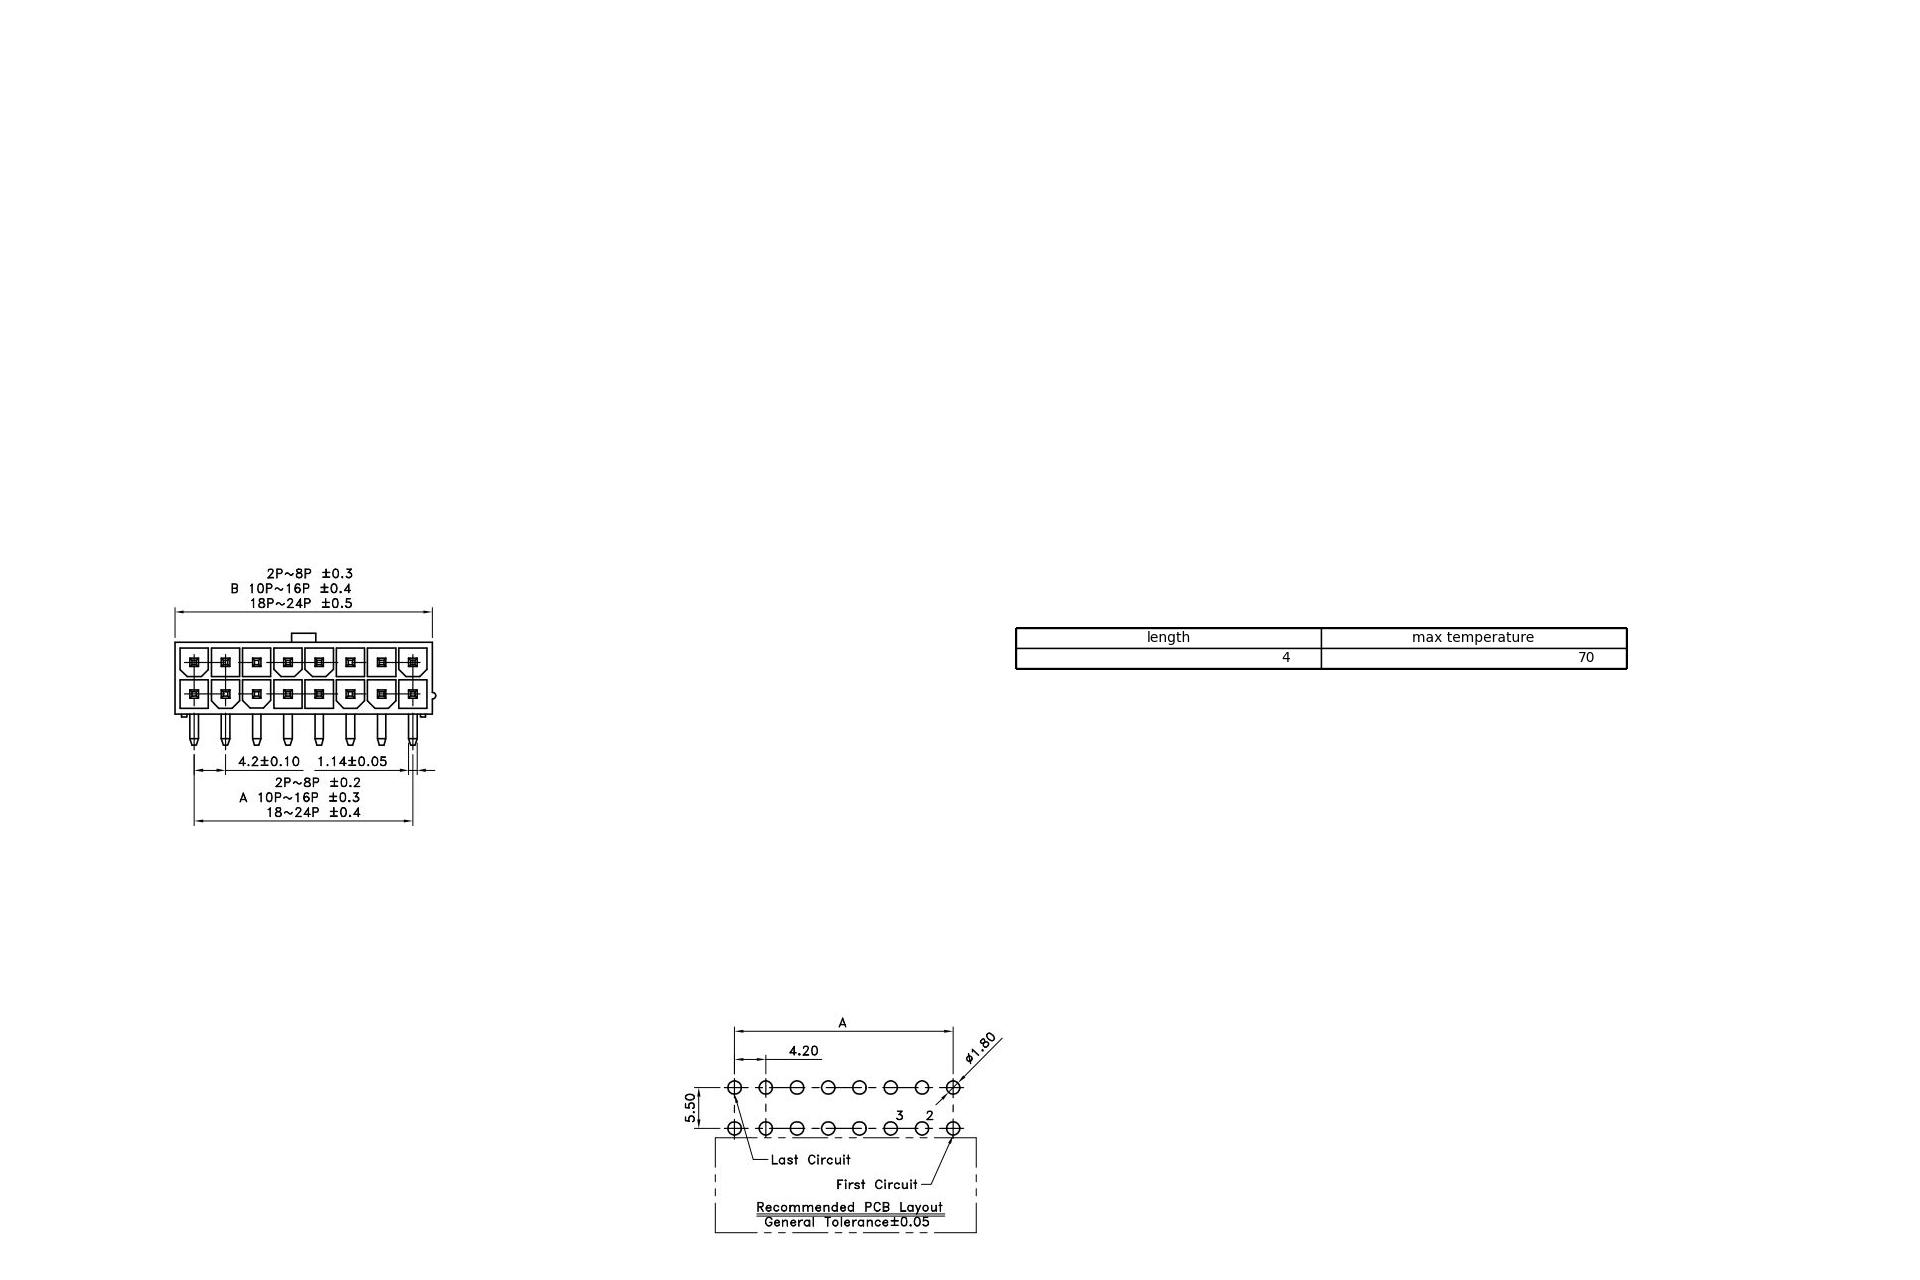 2P~8P ±0.3
B 10P~16P ±0.4
18P~24P ±0.5
length max temperature
4 70
4.2±0.10 1.14±0.05
2P~8P ±0.2
A 10P~16P ±0.3
18~24P ±0.4
A
4.20
ø1.80
5.50
3 2
Last Circuit
First Circuit
Recommended PCB Layout
General Tolerance±0.05